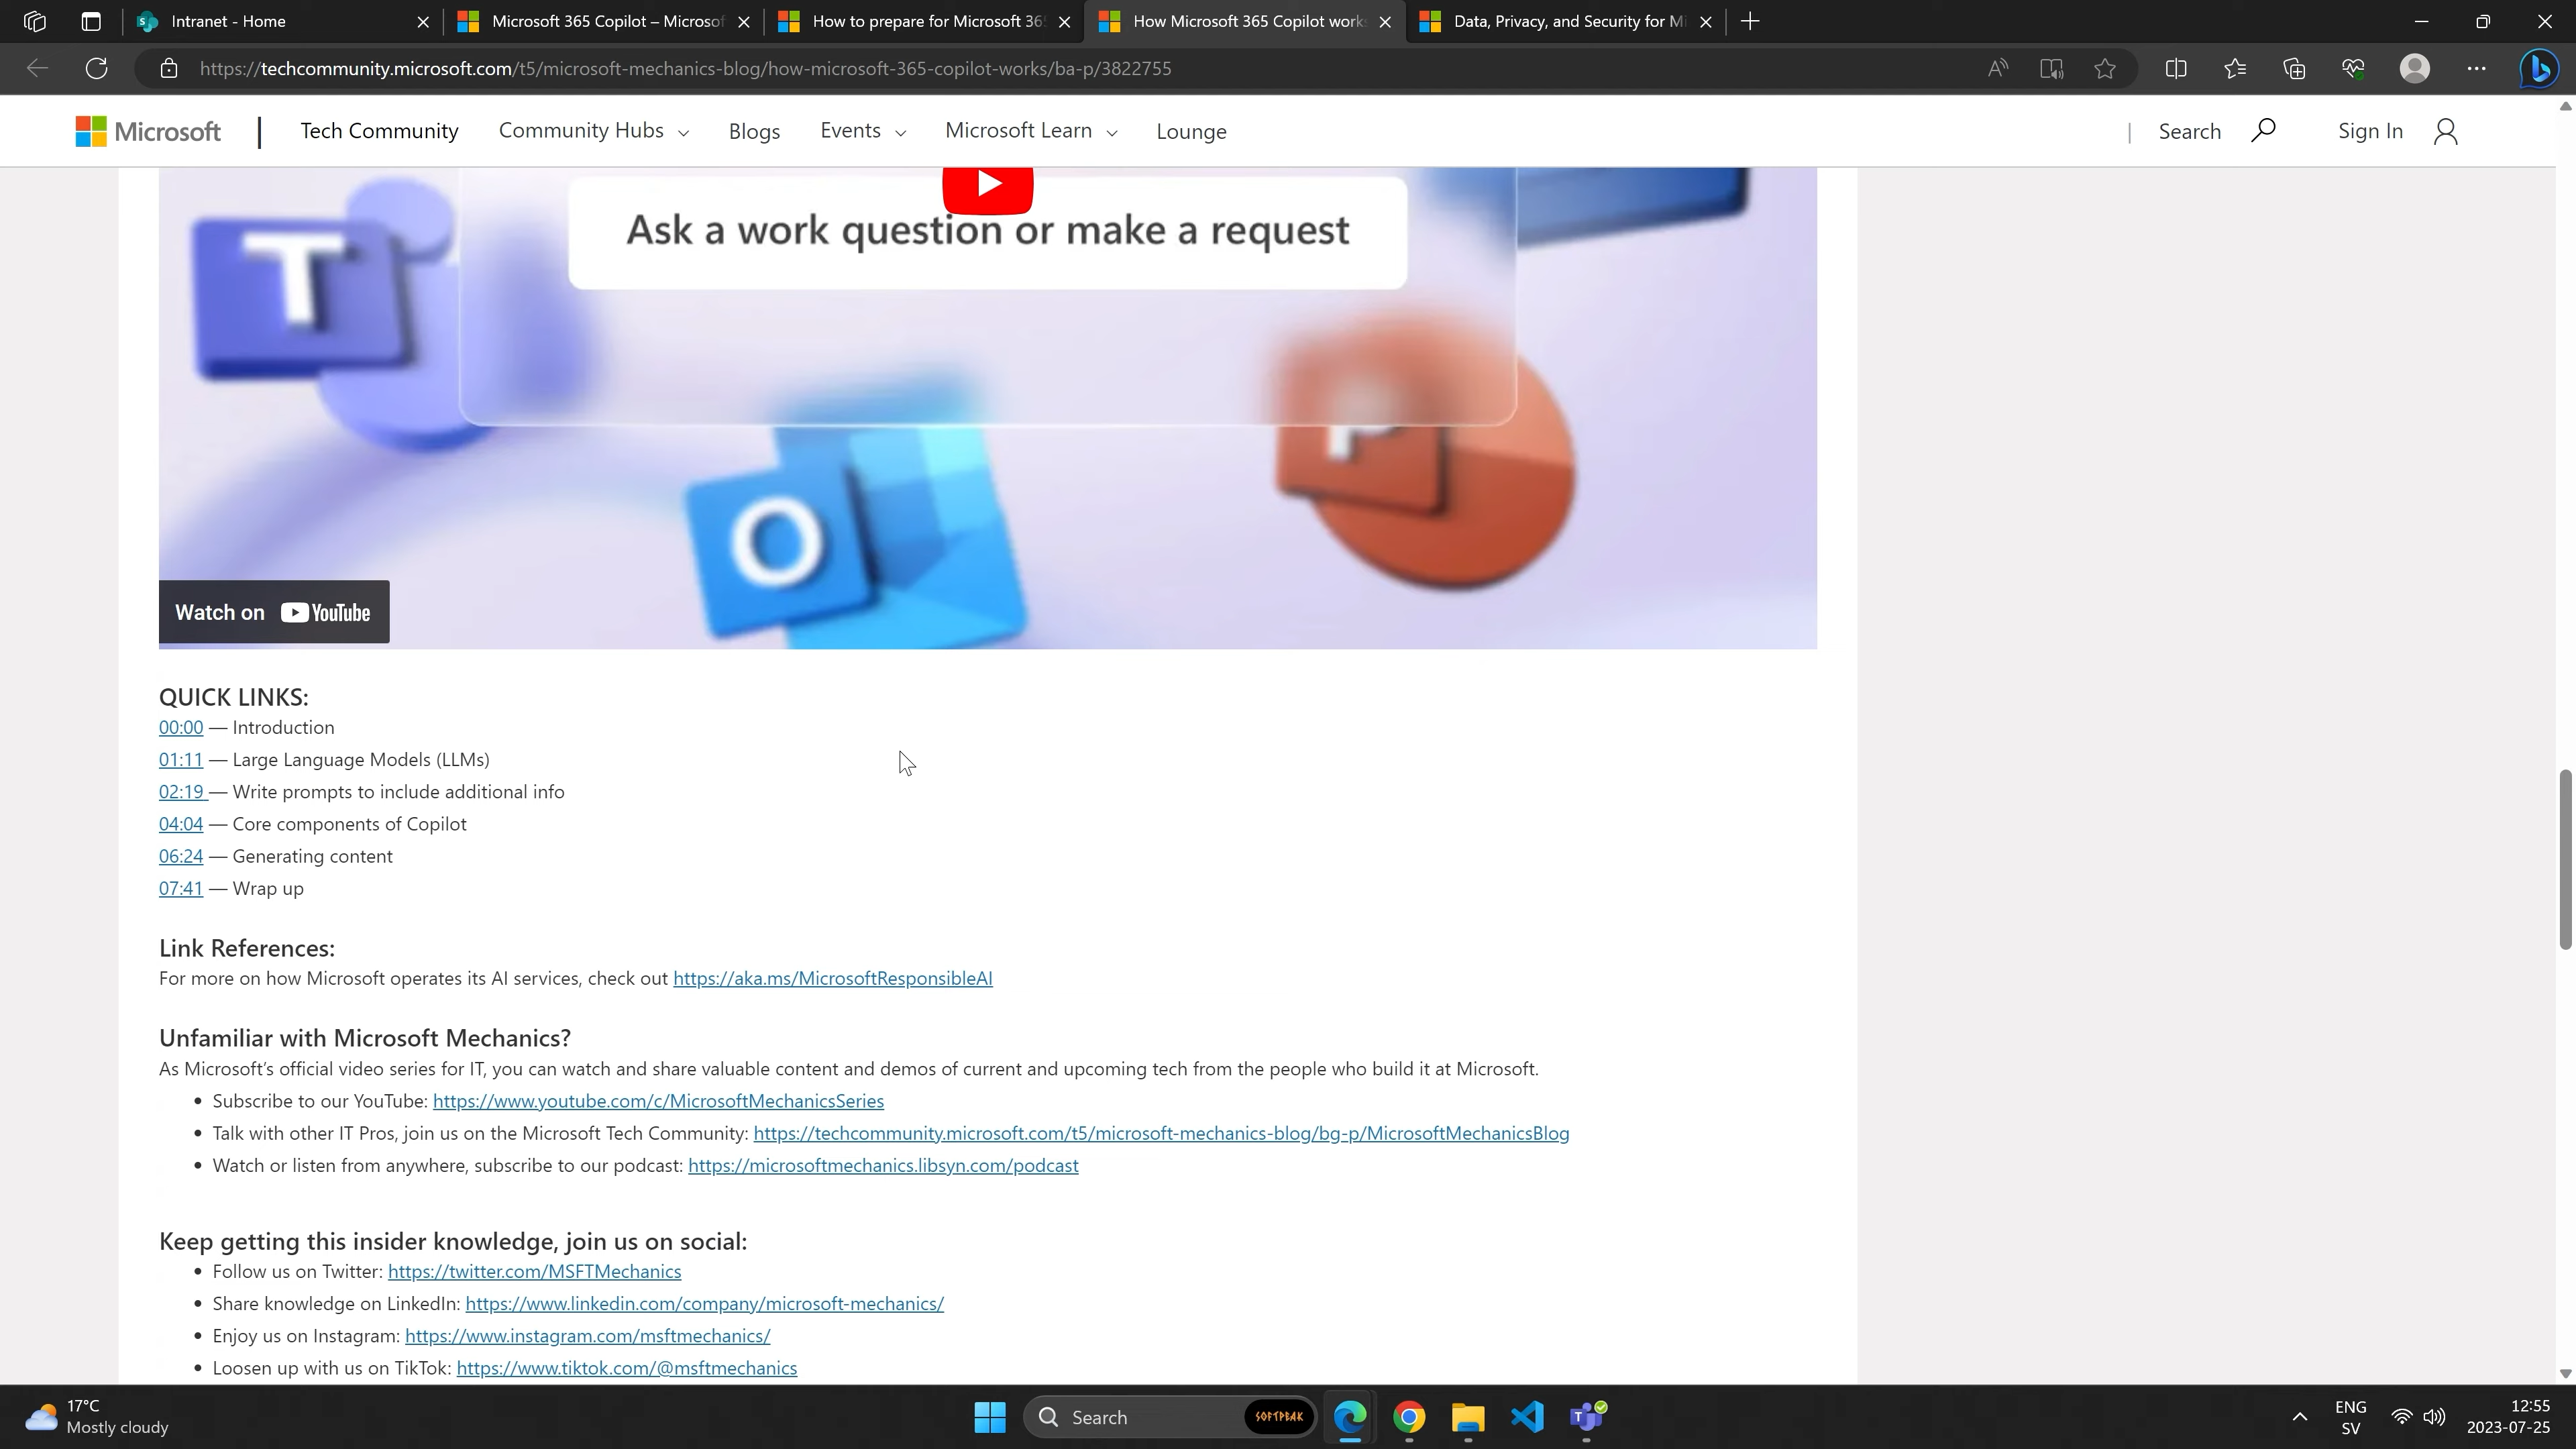 Intranet - Home
Microsoft 365 Copilot – Microsof
How to prepare for Microsoft 36
How Microsoft 365 Copilot work
Data, Privacy, and Security for Mi
https://techcommunity.microsoft.com/t5/microsoft-mechanics-blog/how-microsoft-365-copilot-works/ba-p/3822755
Microsoft
Tech Community
Community Hubs
Blogs
Events
Microsoft Learn
Lounge
Search
Sign In
Ask a work question or make a request
T
P
O
Watch on YouTube
QUICK LINKS:
00:00 — Introduction
01:11 — Large Language Models (LLMs)
02:19 — Write prompts to include additional info
04:04 — Core components of Copilot
06:24 — Generating content
07:41 — Wrap up
Link References:
For more on how Microsoft operates its AI services, check out https://aka.ms/MicrosoftResponsibleAI
Unfamiliar with Microsoft Mechanics?
As Microsoft's official video series for IT, you can watch and share valuable content and demos of current and upcoming tech from the people who build it at Microsoft.
• Subscribe to our YouTube: https://www.youtube.com/c/MicrosoftMechanicsSeries
• Talk with other IT Pros, join us on the Microsoft Tech Community: https://techcommunity.microsoft.com/t5/microsoft-mechanics-blog/bg-p/MicrosoftMechanicsBlog
• Watch or listen from anywhere, subscribe to our podcast: https://microsoftmechanics.libsyn.com/podcast
Keep getting this insider knowledge, join us on social:
• Follow us on Twitter: https://twitter.com/MSFTMechanics
• Share knowledge on LinkedIn: https://www.linkedin.com/company/microsoft-mechanics/
• Enjoy us on Instagram: https://www.instagram.com/msftmechanics/
• Loosen up with us on TikTok: https://www.tiktok.com/@msftmechanics
17°C
Mostly cloudy
Search
SOFTPEAK
ENG
SV
12:55
2023-07-25